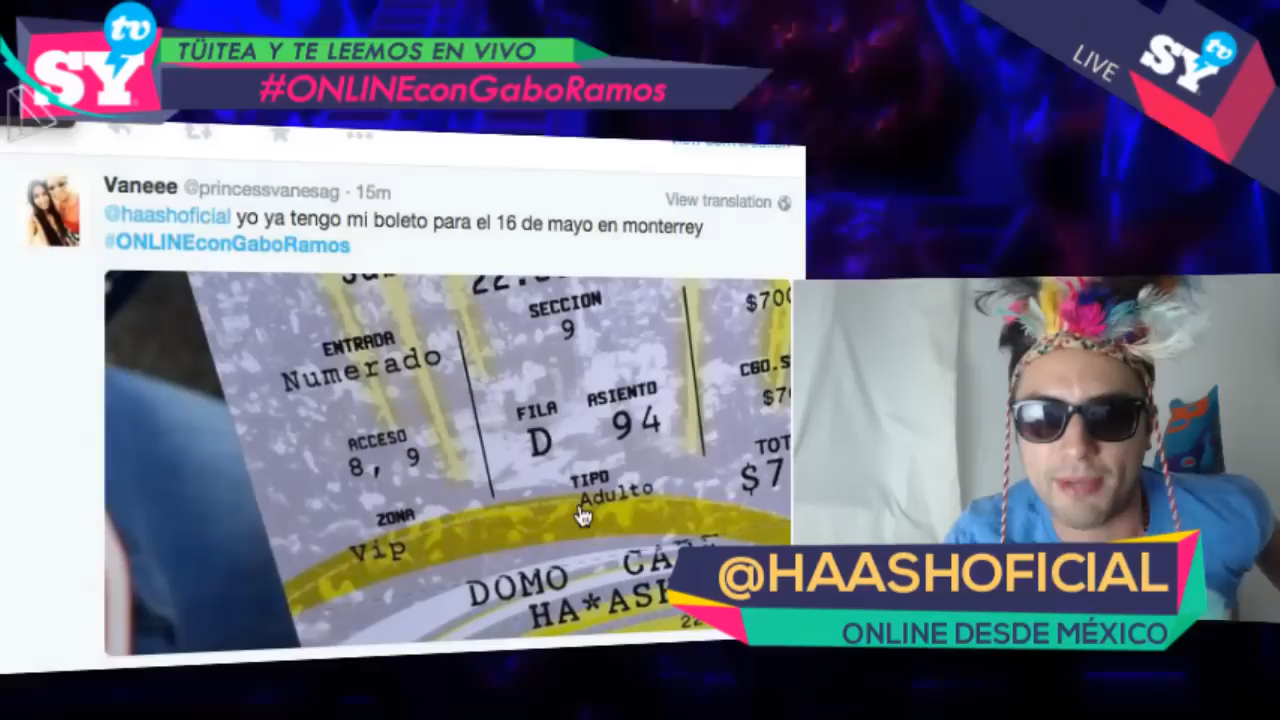 SY tv
TÜITEA Y TE LEEMOS EN VIVO
#ONLINEconGaboRamos
LIVE
SY tv
Vaneee @princessvanesag · 15m
View translation
@haashoficial yo ya tengo mi boleto para el 16 de mayo en monterrey
#ONLINEconGaboRamos
SECCION
9
ENTRADA
Numerado
FILA
D
ASIENTO
94
ACCESO
8, 9
TIPO
Adulto
ZONA
Vip
DOMO
HA*ASH
@HAASHOFICIAL
ONLINE DESDE MÉXICO